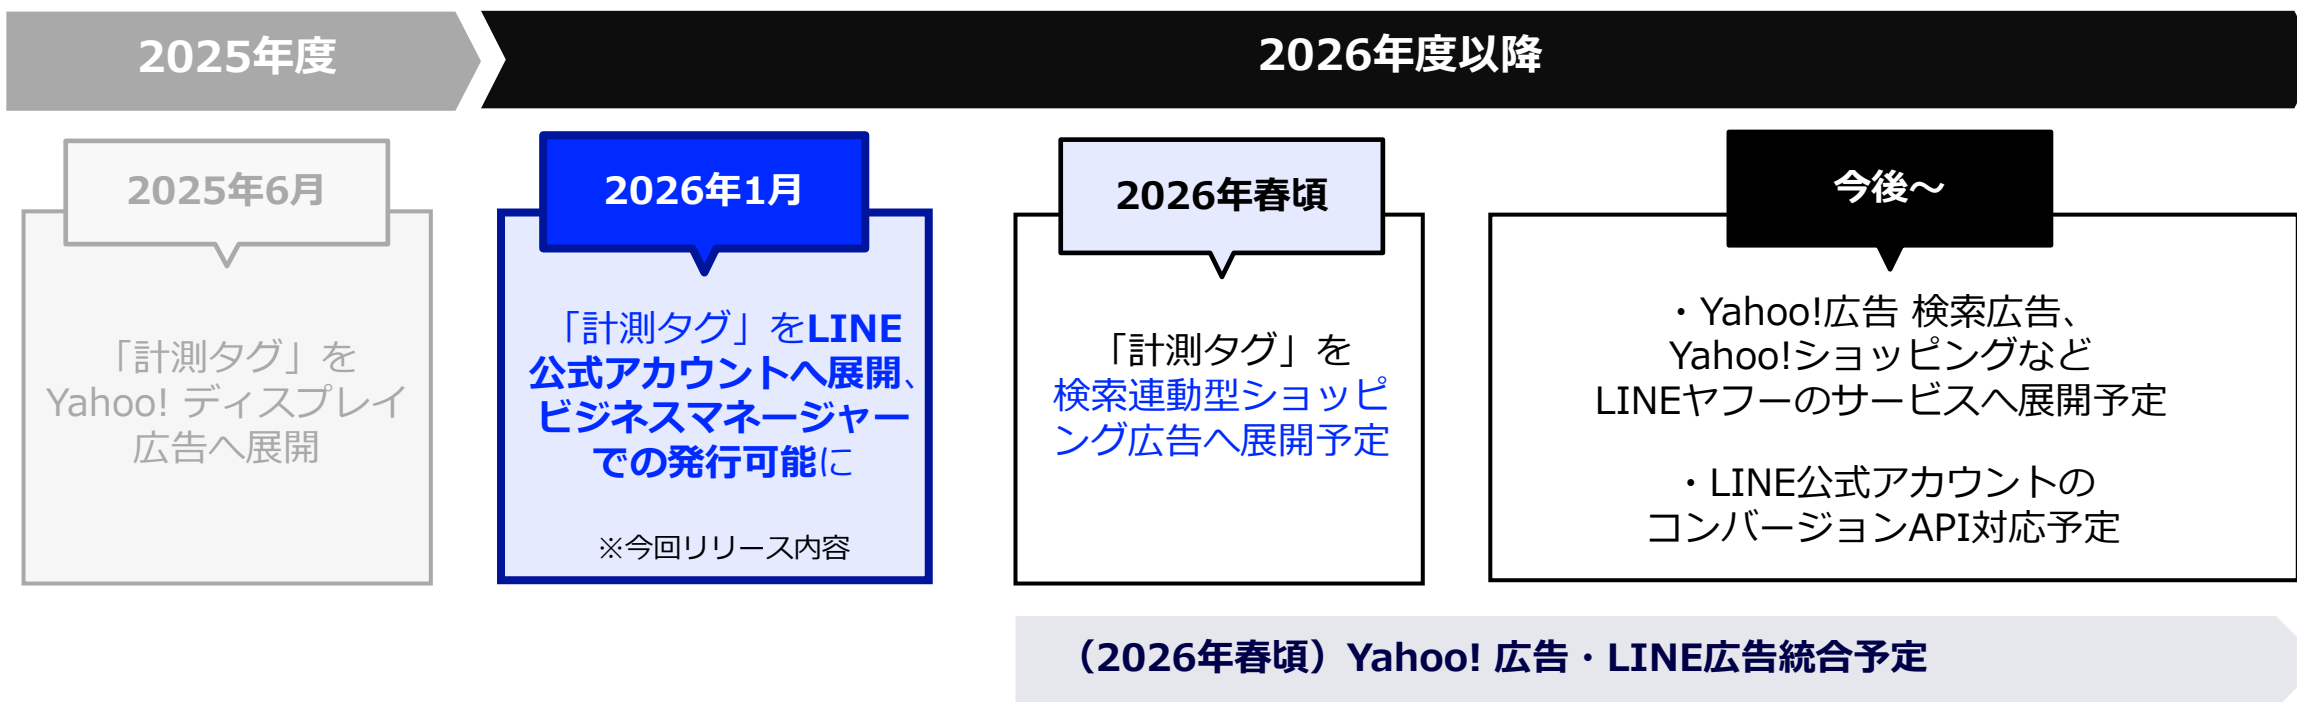 2025年度
2026年度以降
2025年6月
「計測タグ」を
Yahoo! ディスプレイ
広告へ展開
2026年1月
「計測タグ」をLINE
公式アカウントへ展開、
ビジネスマネージャー
での発行可能に
※今回リリース内容
2026年春頃
「計測タグ」を
検索連動型ショッピ
ング広告へ展開予定
今後～
・Yahoo!広告 検索広告、
Yahoo!ショッピングなど
LINEヤフーのサービスへ展開予定
・LINE公式アカウントの
コンバージョンAPI対応予定
（2026年春頃）Yahoo! 広告・LINE広告統合予定